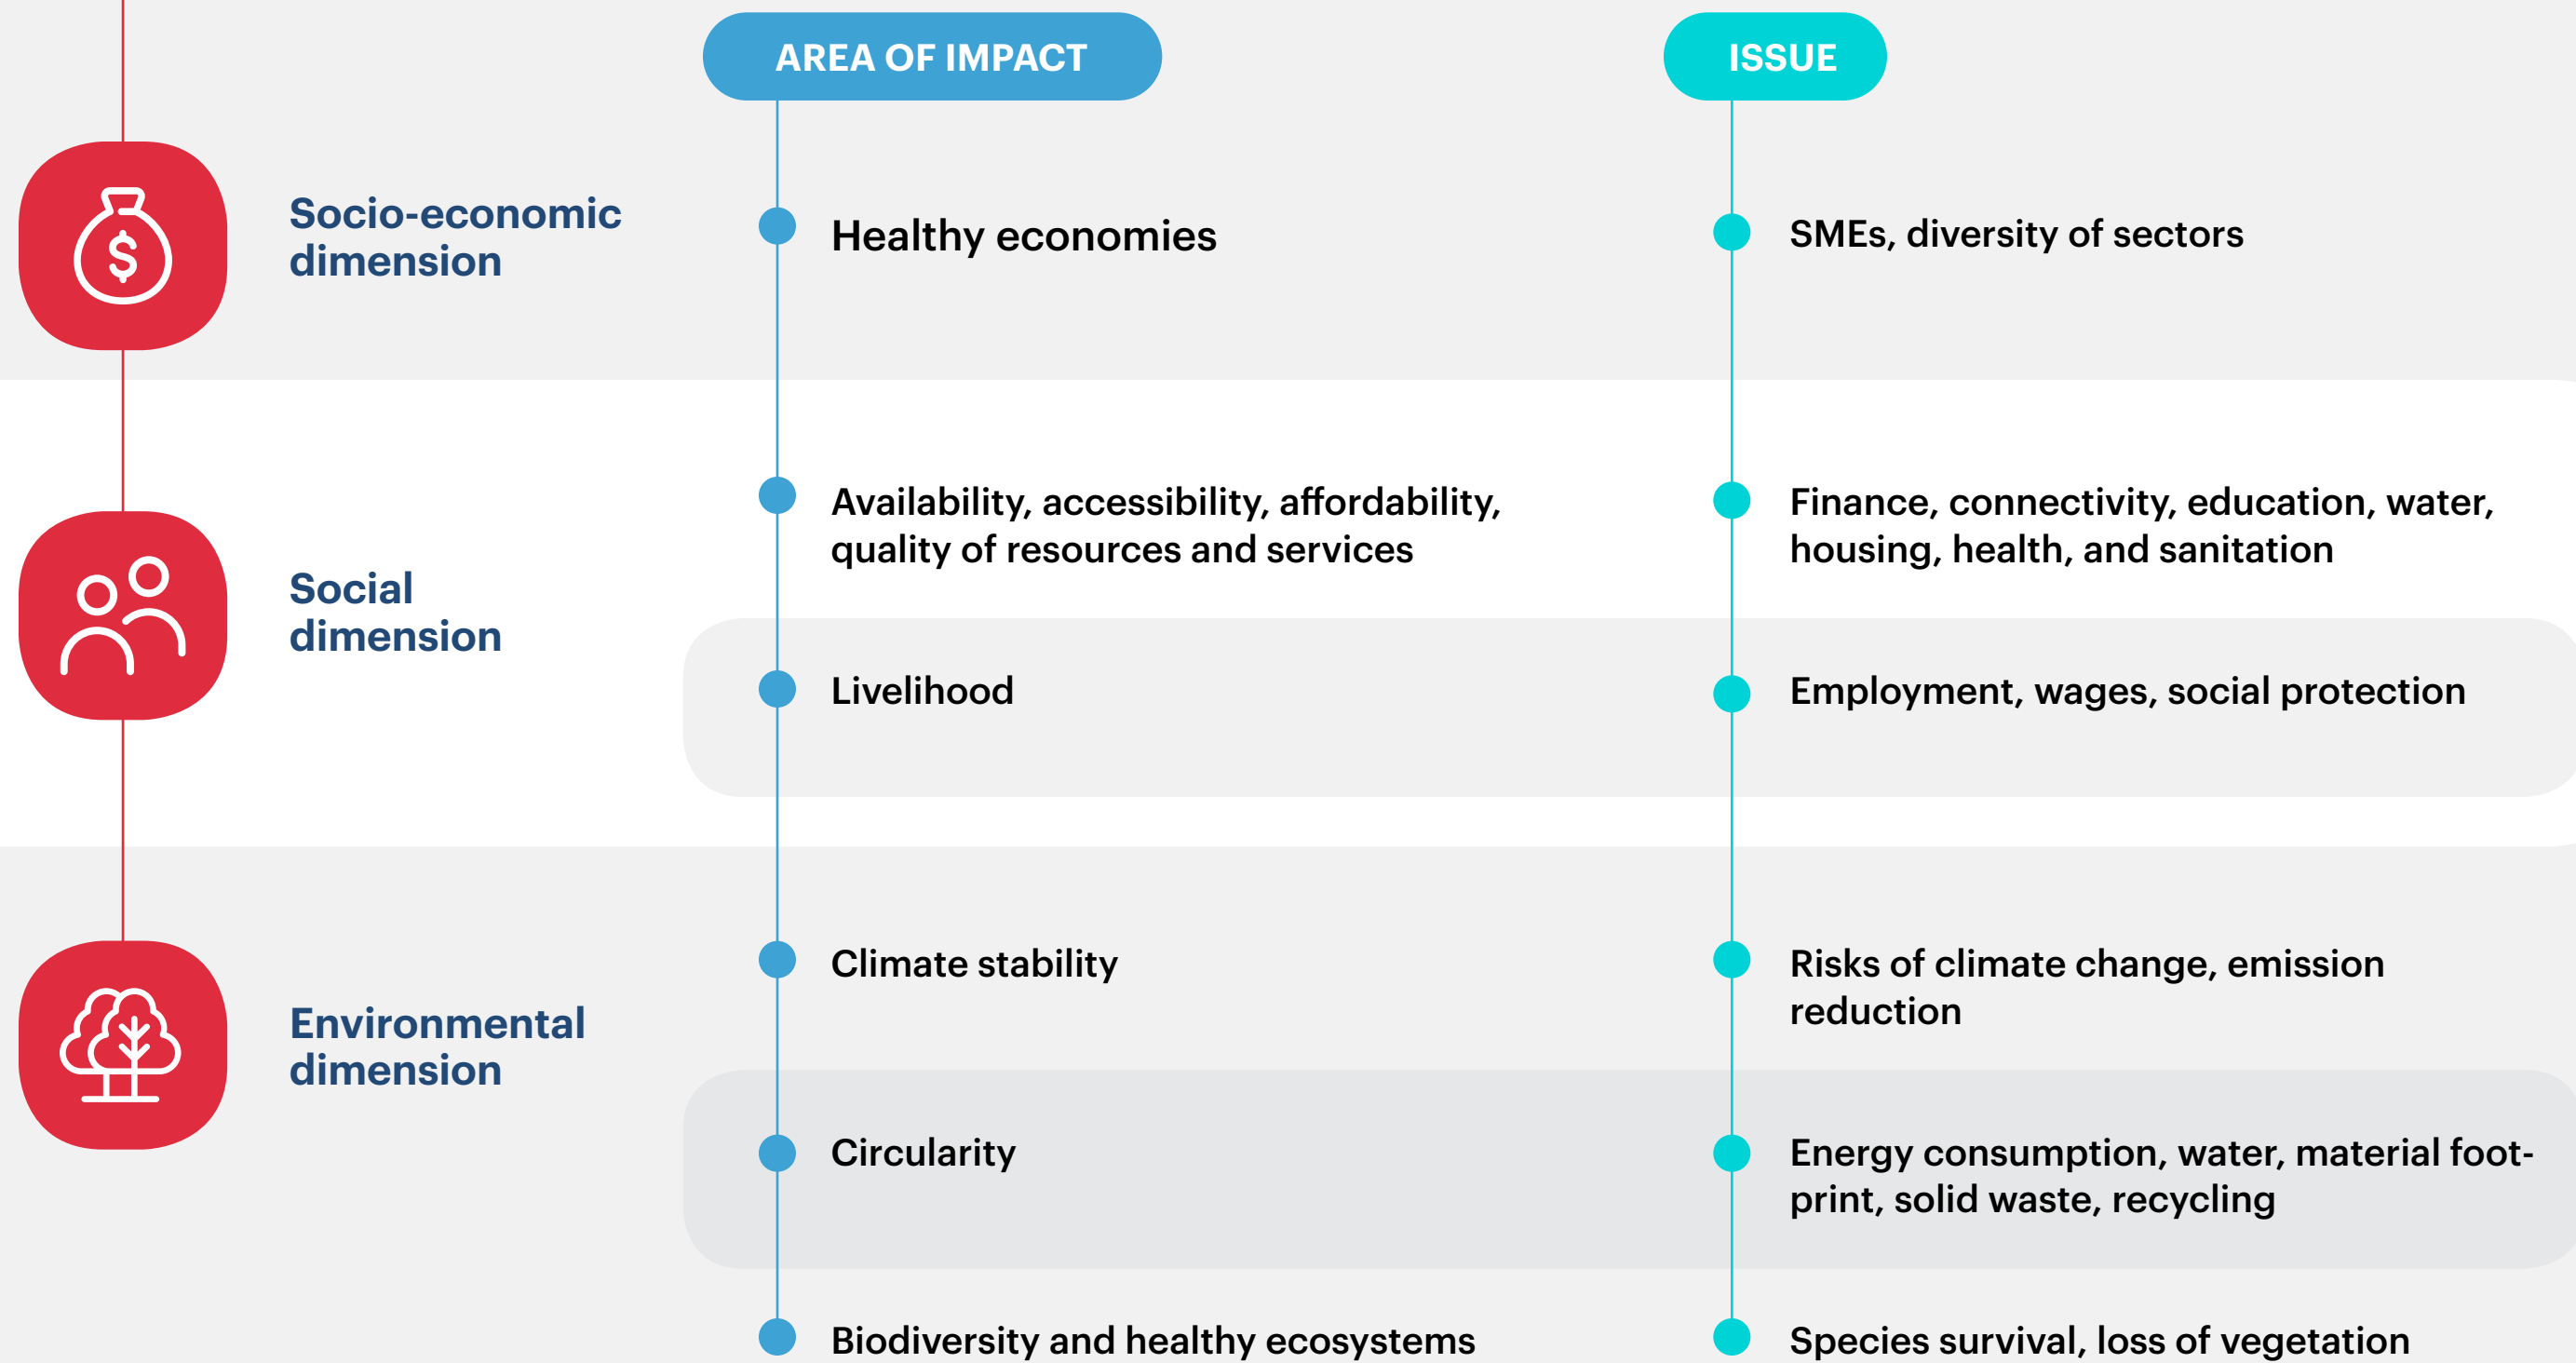 AREA OF IMPACT
ISSUE
Socio-economic
dimension
Healthy economies
SMEs, diversity of sectors
Social
dimension
Availability, accessibility, affordability,
quality of resources and services
Finance, connectivity, education, water,
housing, health, and sanitation
Livelihood
Employment, wages, social protection
Environmental
dimension
Climate stability
Risks of climate change, emission
reduction
Circularity
Energy consumption, water, material foot-
print, solid waste, recycling
Biodiversity and healthy ecosystems
Species survival, loss of vegetation